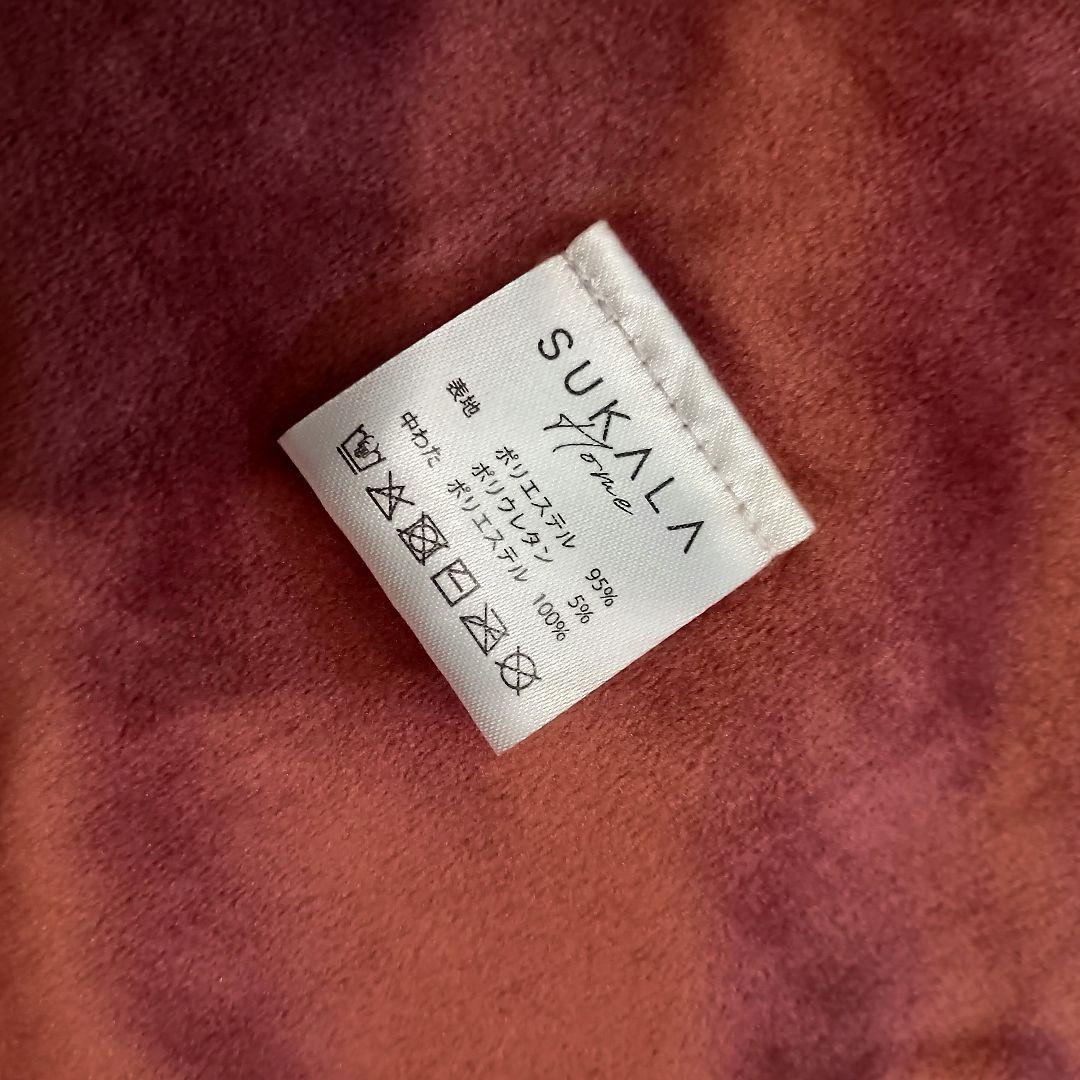 SUKALA
Home
表地 ポリエステル 95%
ポリウレタン 5%
中わた ポリエステル 100%